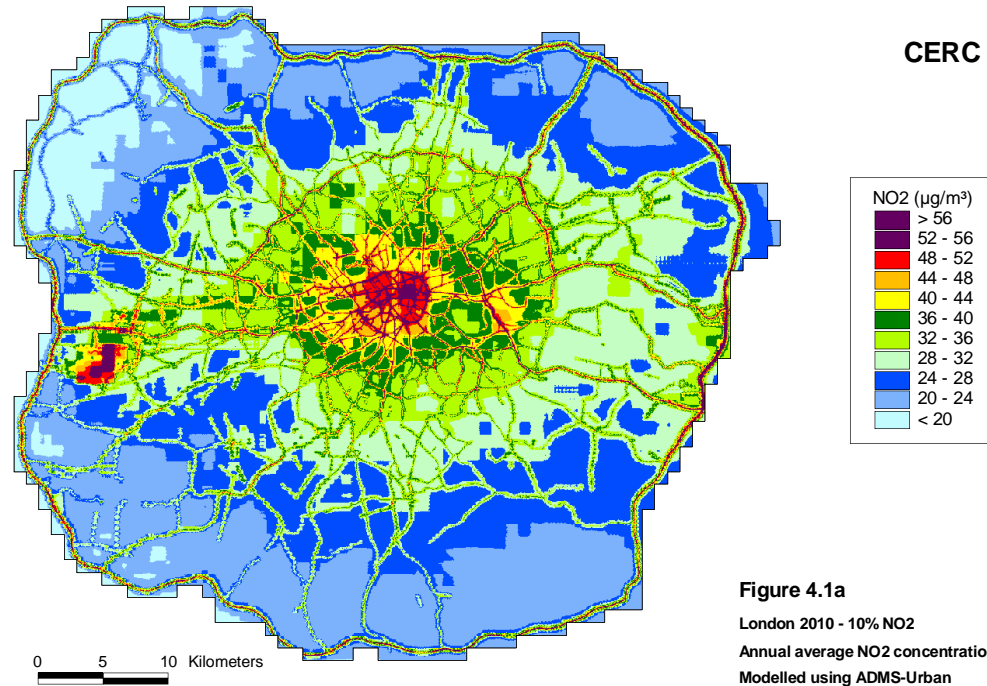 CERC
NO2 (µg/m³)
> 56
52 - 56
48 - 52
44 - 48
40 - 44
36 - 40
32 - 36
28 - 32
24 - 28
20 - 24
< 20
Figure 4.1a
London 2010 - 10% NO2
Annual average NO2 concentratio
Modelled using ADMS-Urban
0 5 10 Kilometers